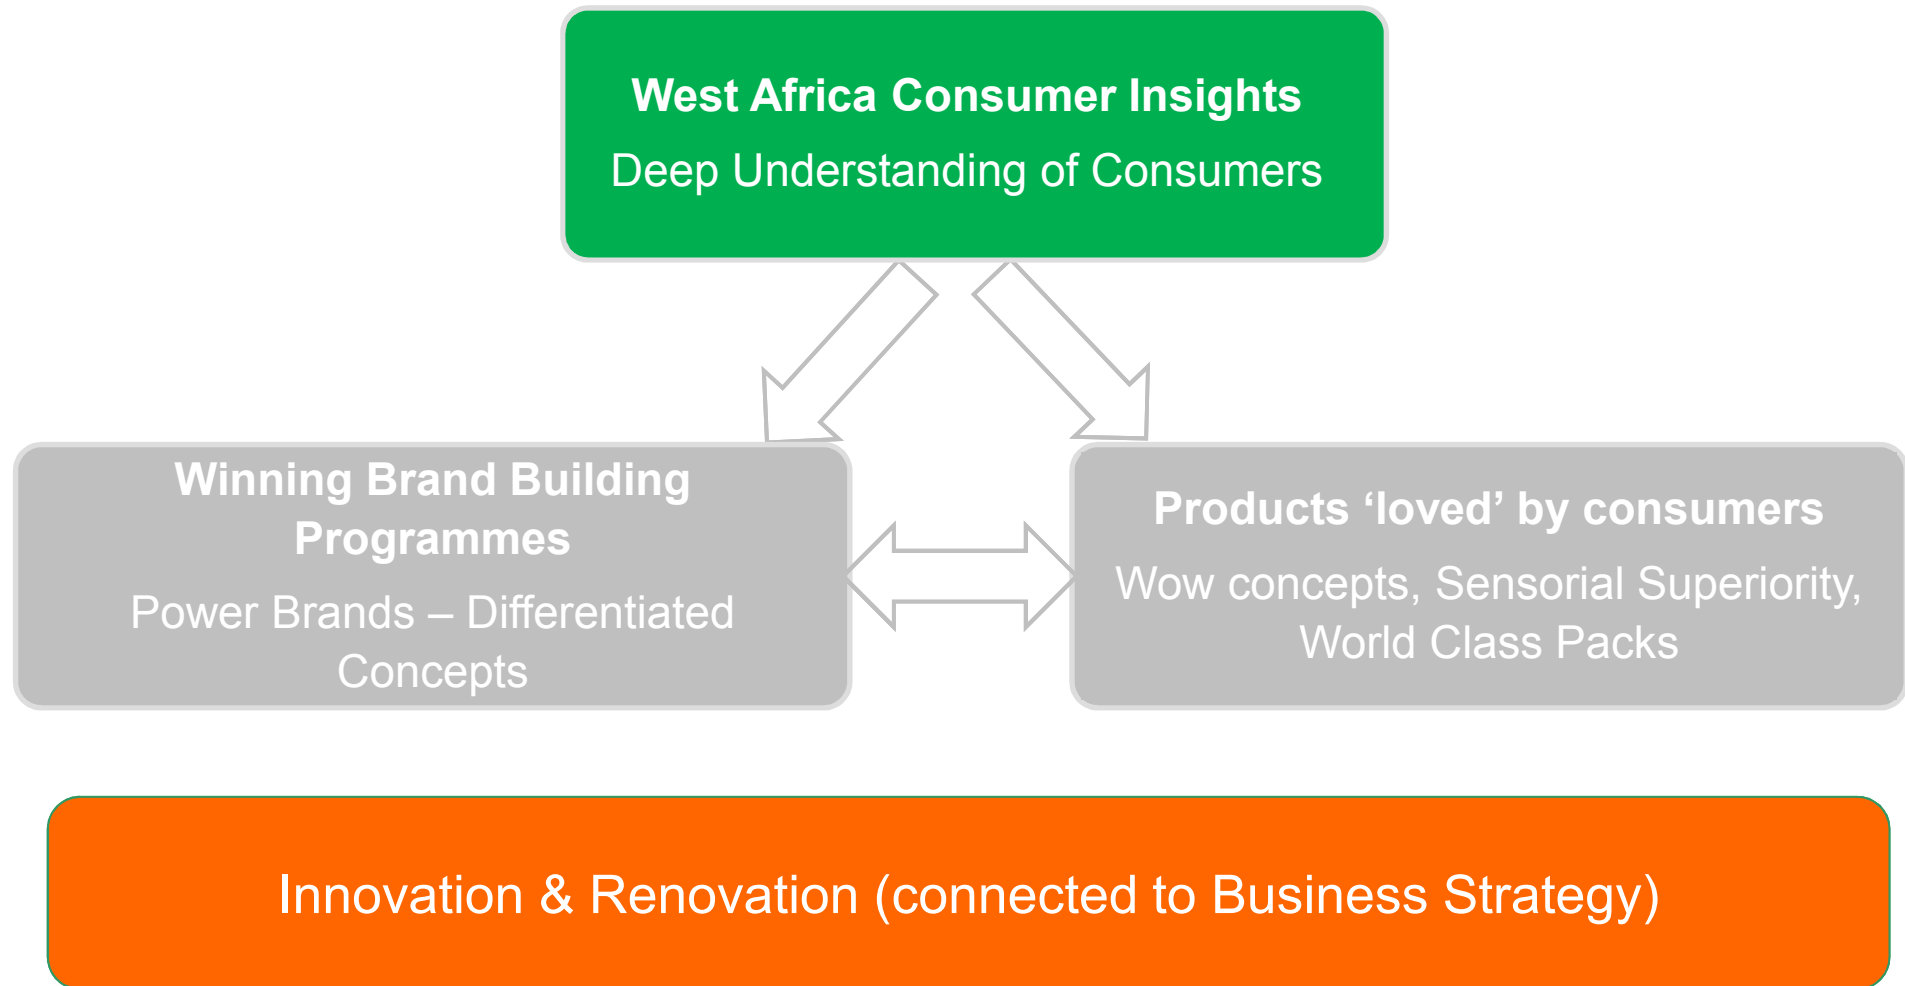 West Africa Consumer Insights
Deep Understanding of Consumers
Winning Brand Building
Programmes
Power Brands – Differentiated
Concepts
Products ‘loved’ by consumers
Wow concepts, Sensorial Superiority,
World Class Packs
Innovation & Renovation (connected to Business Strategy)